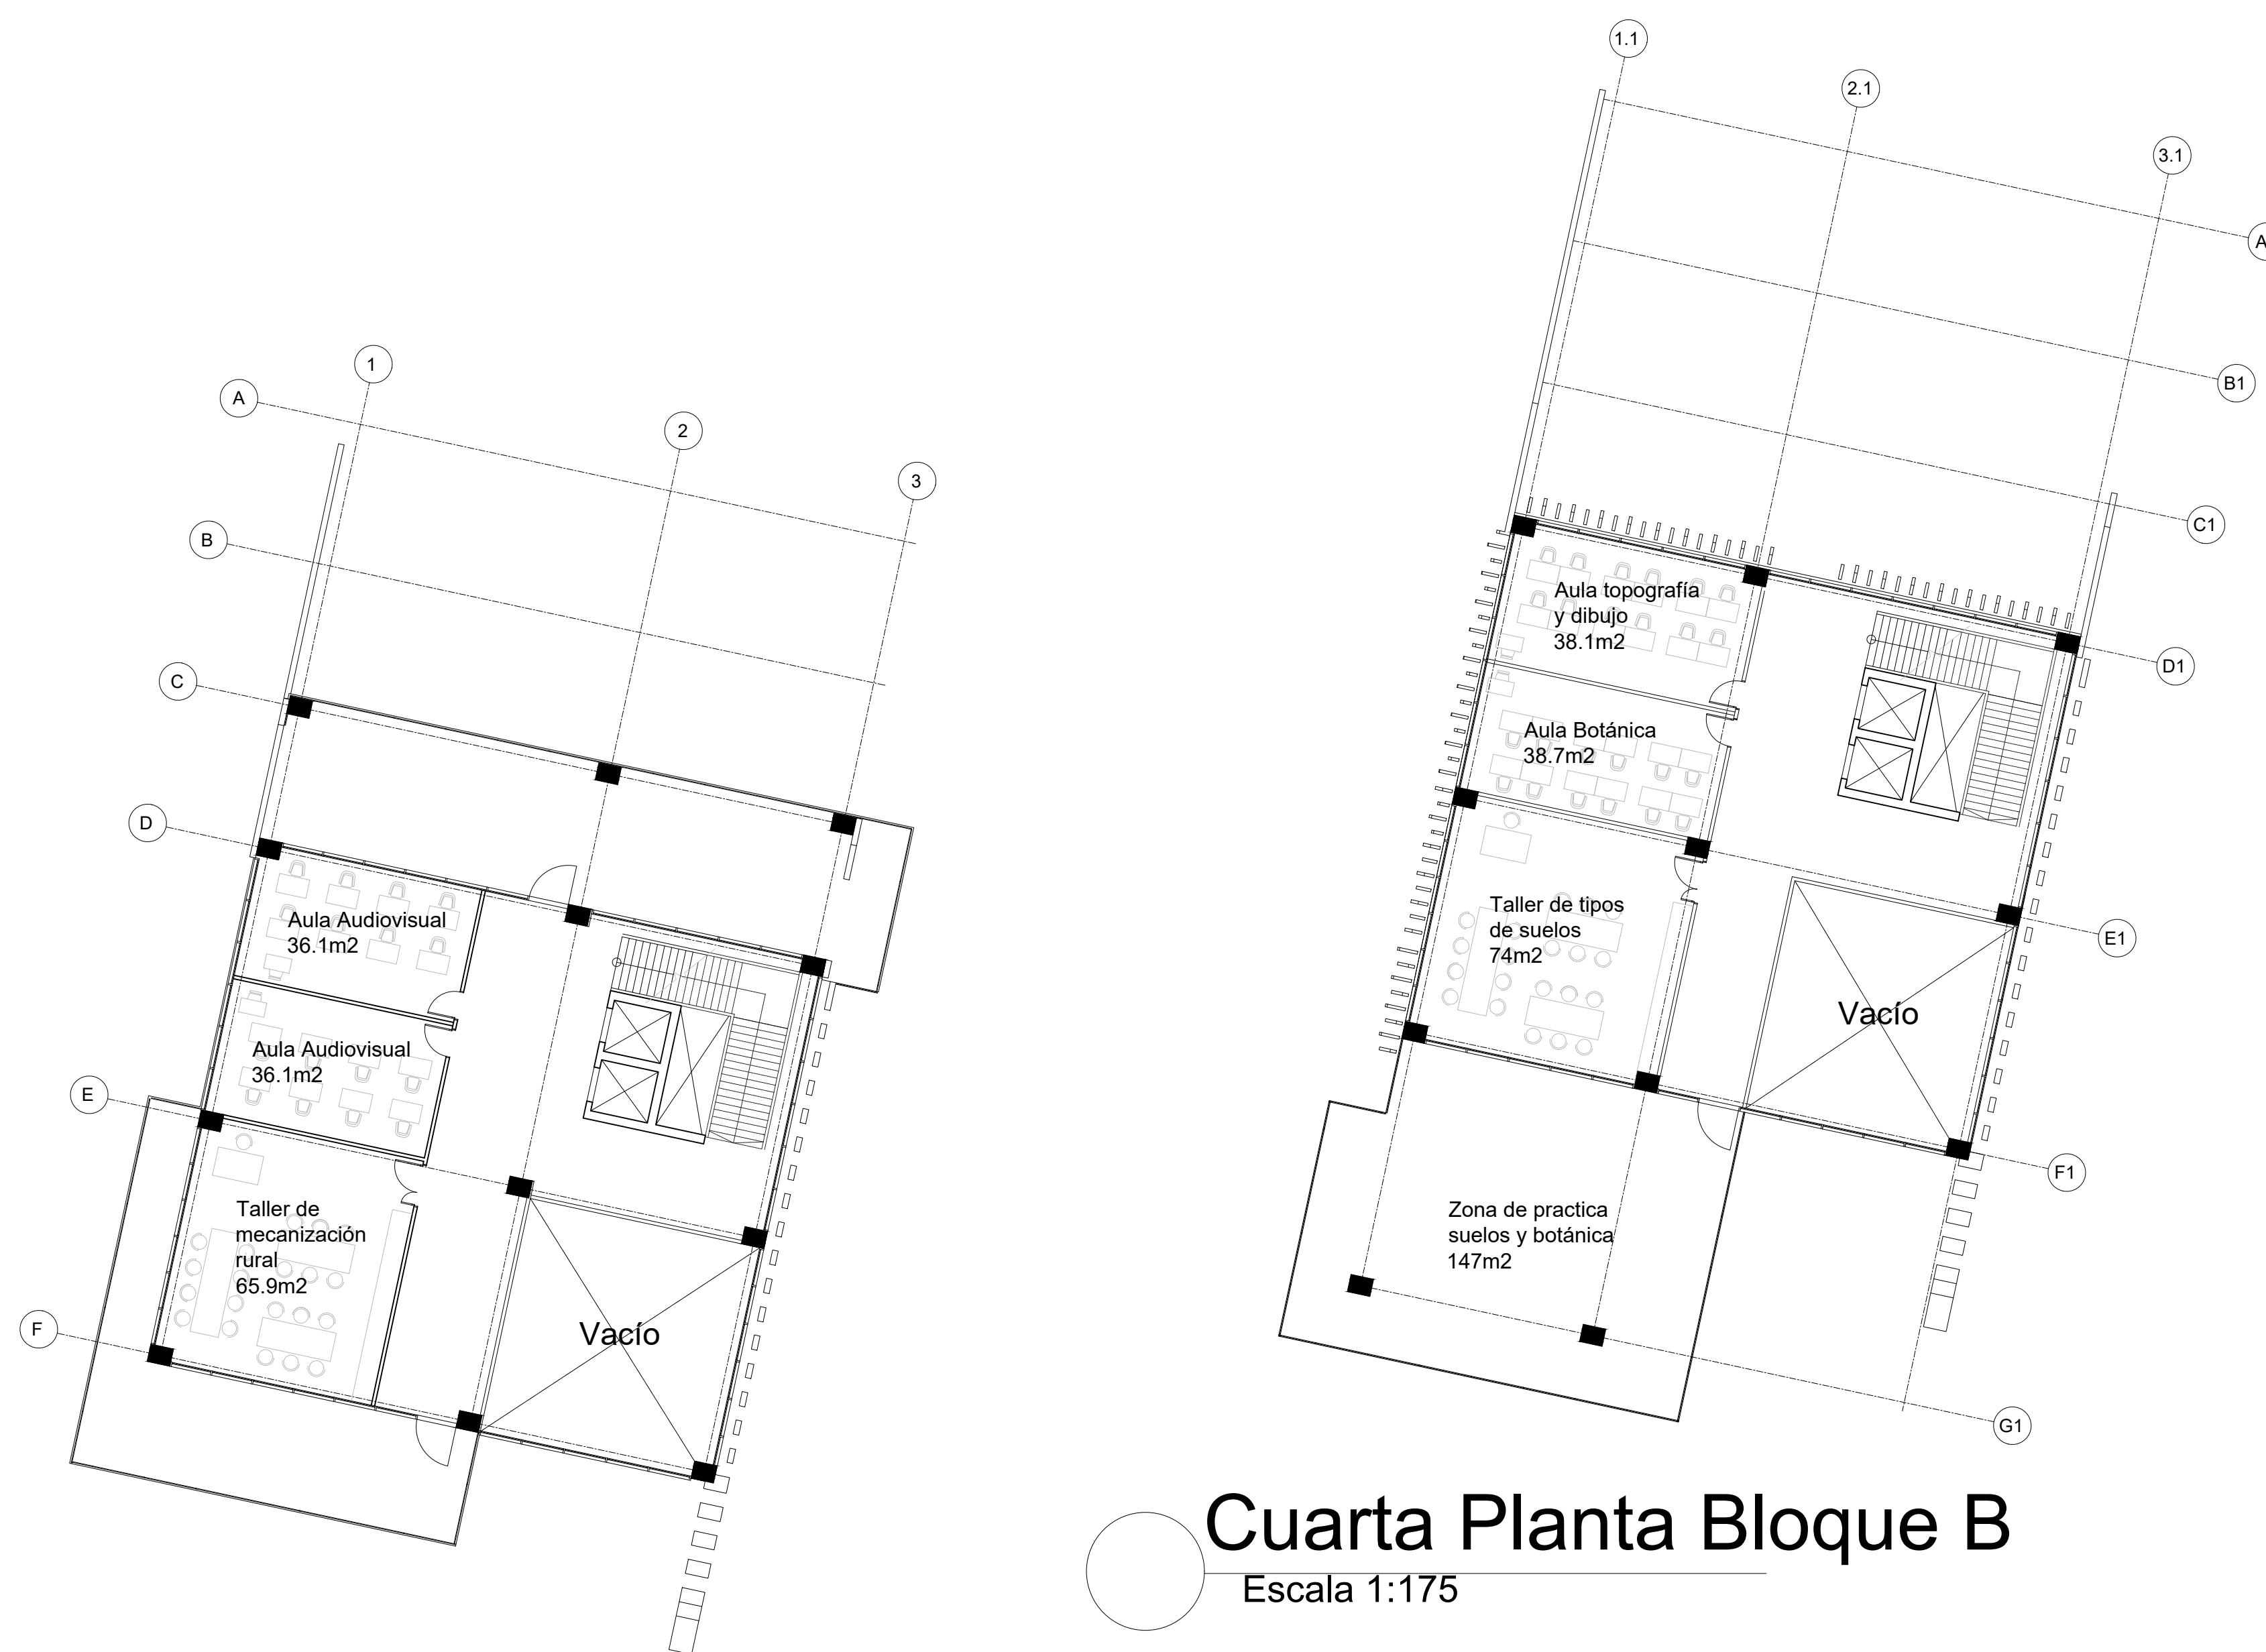 1
A
2
3
B
C
D
Aula Audiovisual
36.1m2
Aula Audiovisual
36.1m2
E
Taller de
mecanización
rural
65.9m2
F
Vacío
1.1
2.1
3.1
A
B1
C1
Aula topografía
y dibujo
38.1m2
D1
Aula Botánica
38.7m2
Taller de tipos
de suelos
74m2
E1
Vacío
F1
Zona de practica
suelos y botánica
147m2
G1
Cuarta Planta Bloque B
Escala 1:175